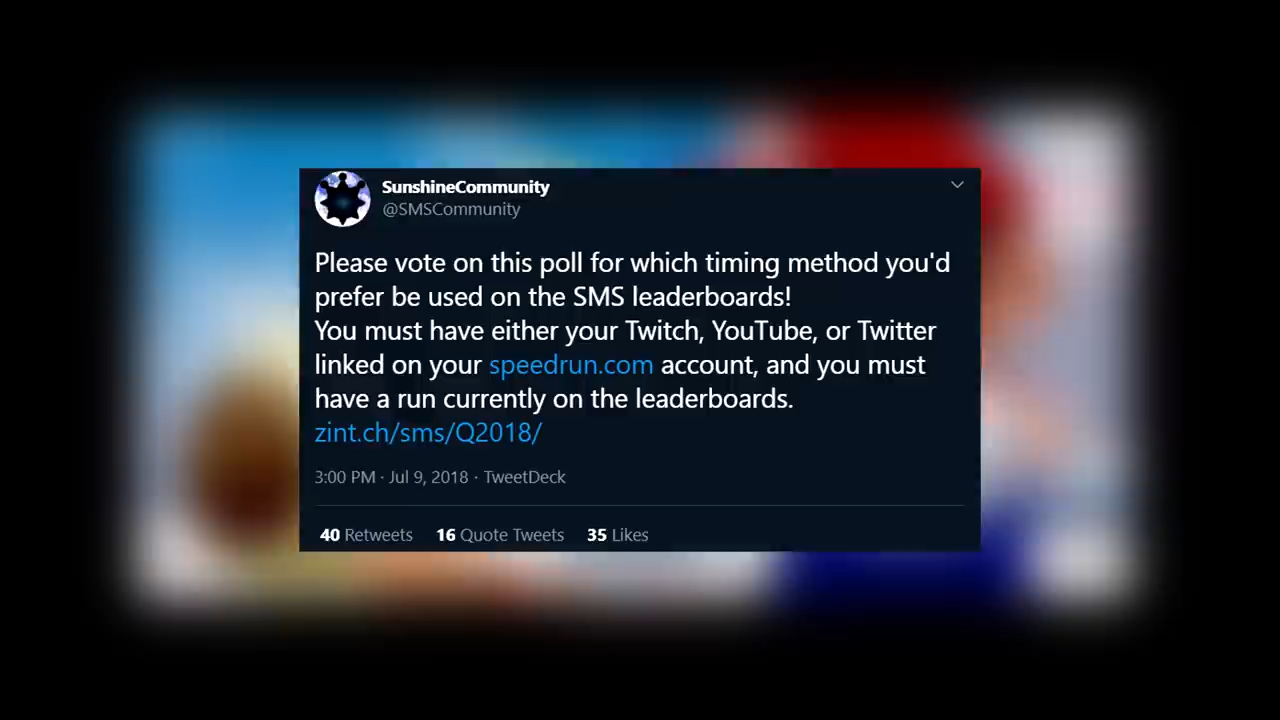 SunshineCommunity
@SMSCommunity
Please vote on this poll for which timing method you'd
prefer be used on the SMS leaderboards!
You must have either your Twitch, YouTube, or Twitter
linked on your speedrun.com account, and you must
have a run currently on the leaderboards.
zint.ch/sms/Q2018/
3:00 PM · Jul 9, 2018 · TweetDeck
40 Retweets 16 Quote Tweets 35 Likes